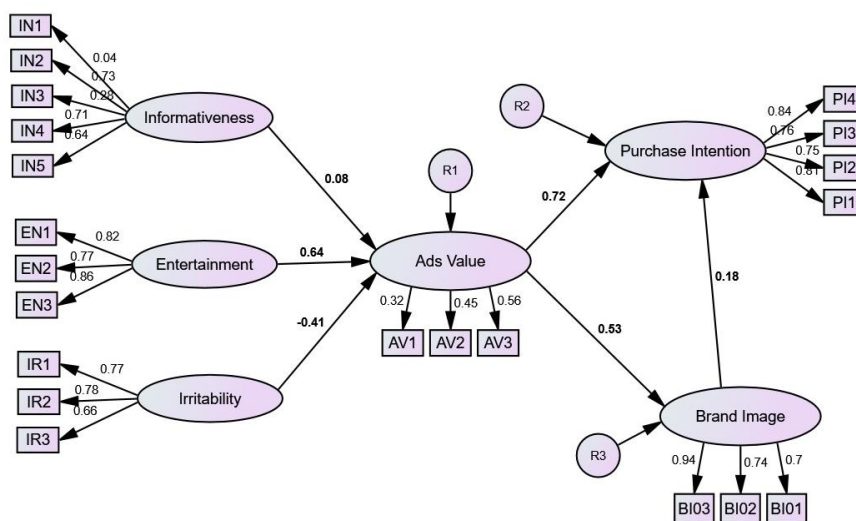 IN1
0.04
IN2
0.73
IN3
0.28
Informativeness
IN4
0.71
0.64
IN5
0.08
R1
R2
Purchase Intention
0.84
PI4
0.76
PI3
0.75
PI2
0.81
PI1
0.72
EN1
0.82
EN2
0.77
0.86
EN3
Entertainment
0.64
Ads Value
0.18
0.32
0.45
0.56
AV1
AV2
AV3
-0.41
0.53
IR1
0.77
IR2
0.78
0.66
IR3
Irritability
Brand Image
R3
0.94
0.74
0.7
BI03
BI02
BI01